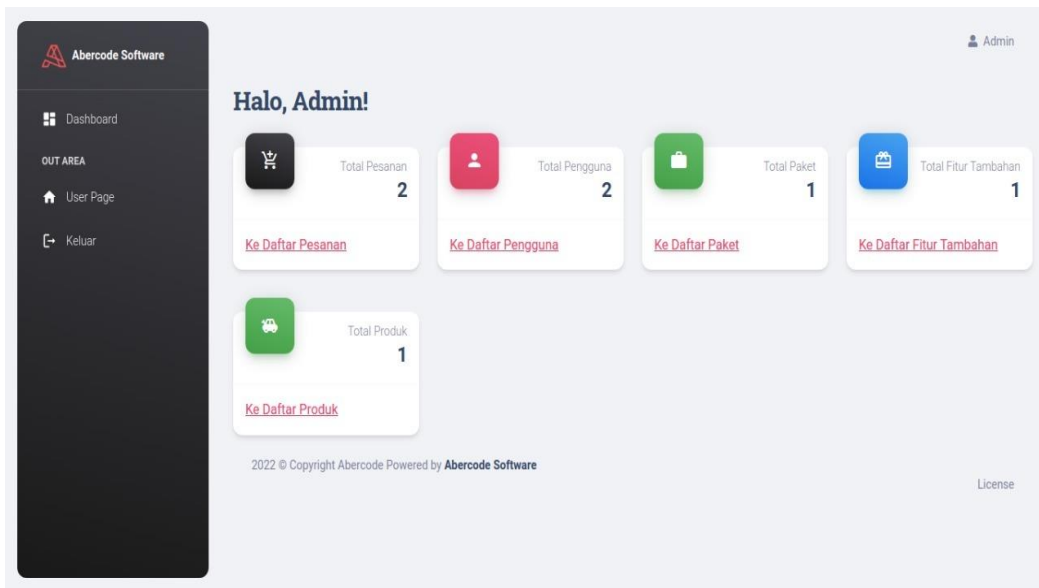 Abercode Software
Dashboard
OUT AREA
User Page
Keluar
Admin
Halo, Admin!
Total Pesanan
2
Ke Daftar Pesanan
Total Pengguna
2
Ke Daftar Pengguna
Total Paket
1
Ke Daftar Paket
Total Fitur Tambahan
1
Ke Daftar Fitur Tambahan
Total Produk
1
Ke Daftar Produk
2022 © Copyright Abercode Powered by Abercode Software
License